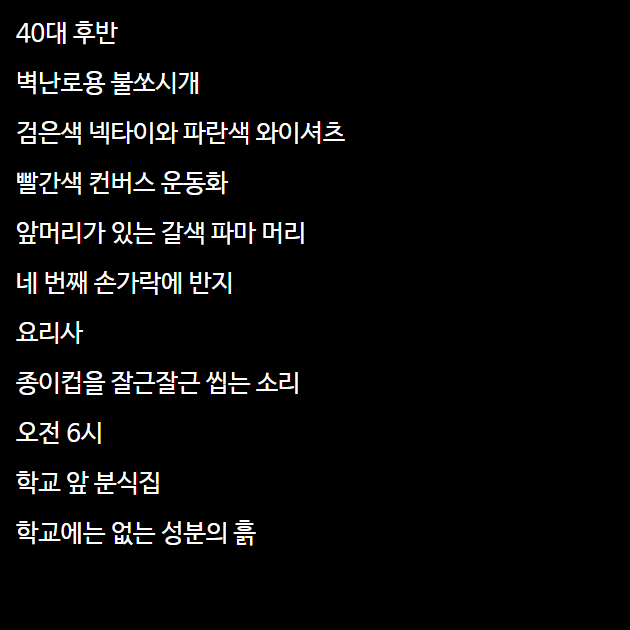 40대 후반
벽난로용 불쏘시개
검은색 넥타이와 파란색 와이셔츠
빨간색 컨버스 운동화
앞머리가 있는 갈색 파마 머리
네 번째 손가락에 반지
요리사
종이컵을 잘근잘근 씹는 소리
오전 6시
학교 앞 분식집
학교에는 없는 성분의 흙